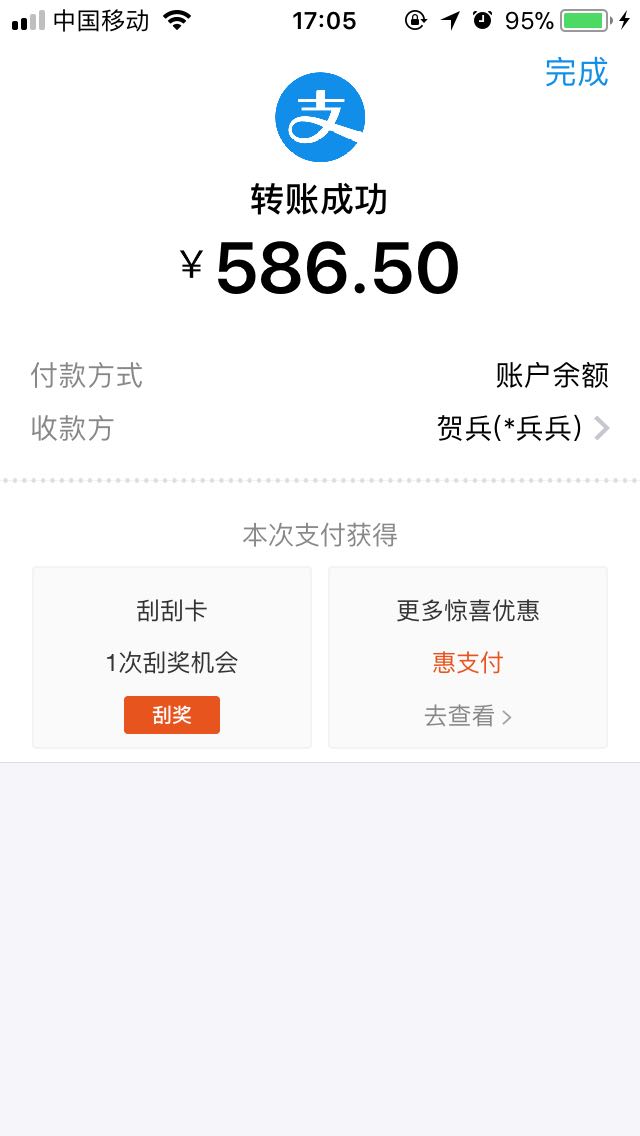 中国移动 17:05 95%
完成
支
转账成功
¥ 586.50
付款方式 账户余额
收款方 贺兵(*兵兵)
本次支付获得
刮刮卡
1次刮奖机会
刮奖
更多惊喜优惠
惠支付
去查看